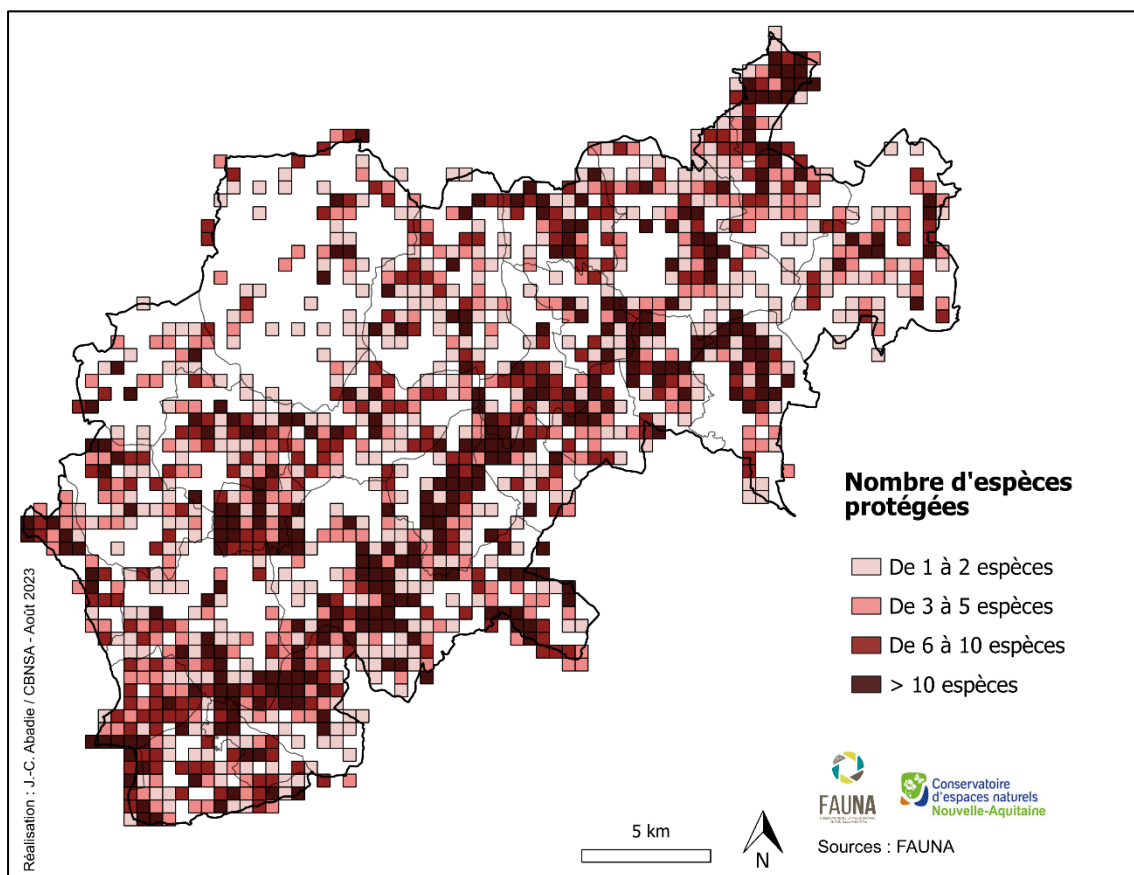 Nombre d'espèces
protégées
De 1 à 2 espèces
De 3 à 5 espèces
De 6 à 10 espèces
> 10 espèces
FAUNA
Conservatoire
d'espaces naturels
Nouvelle-Aquitaine
5 km
N
Sources : FAUNA
Réalisation : J.-C. Abadie / CBNSA - Août 2023